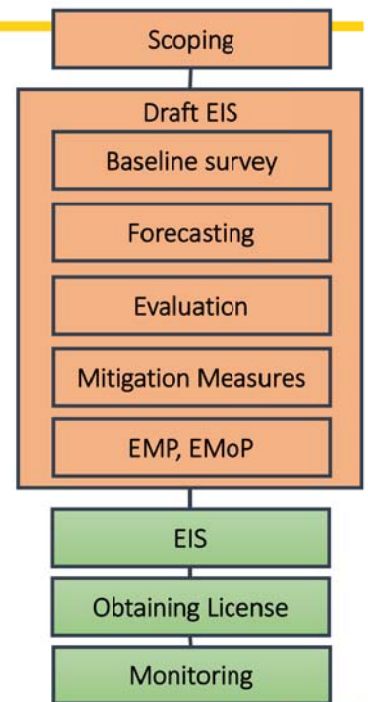 Scoping
Draft EIS
Baseline survey
Forecasting
Evaluation
Mitigation Measures
EMP, EMoP
EIS
Obtaining License
Monitoring